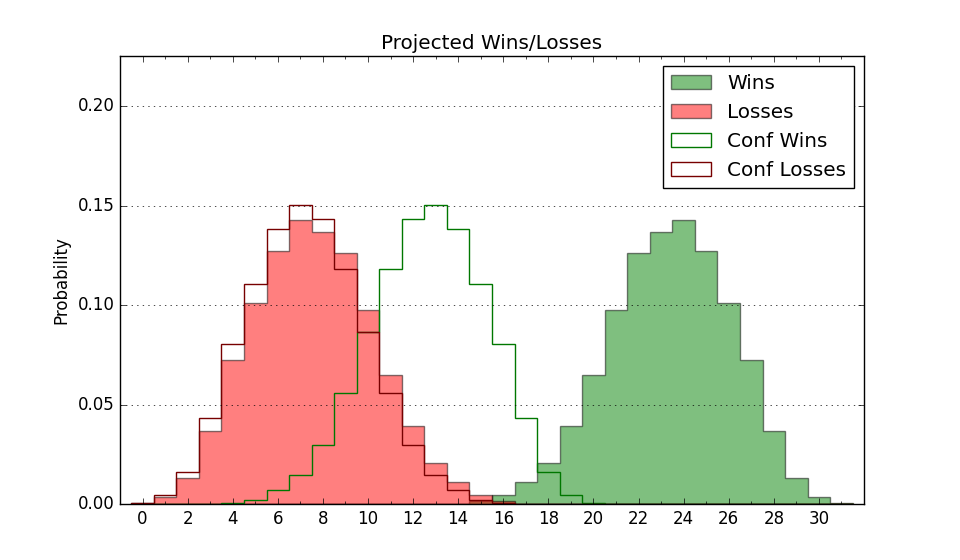 Projected Wins/Losses
Wins
Losses
Conf Wins
Conf Losses
Probability
0.20
0.15
0.10
0.05
0.00
0 2 4 6 8 10 12 14 16 18 20 22 24 26 28 30